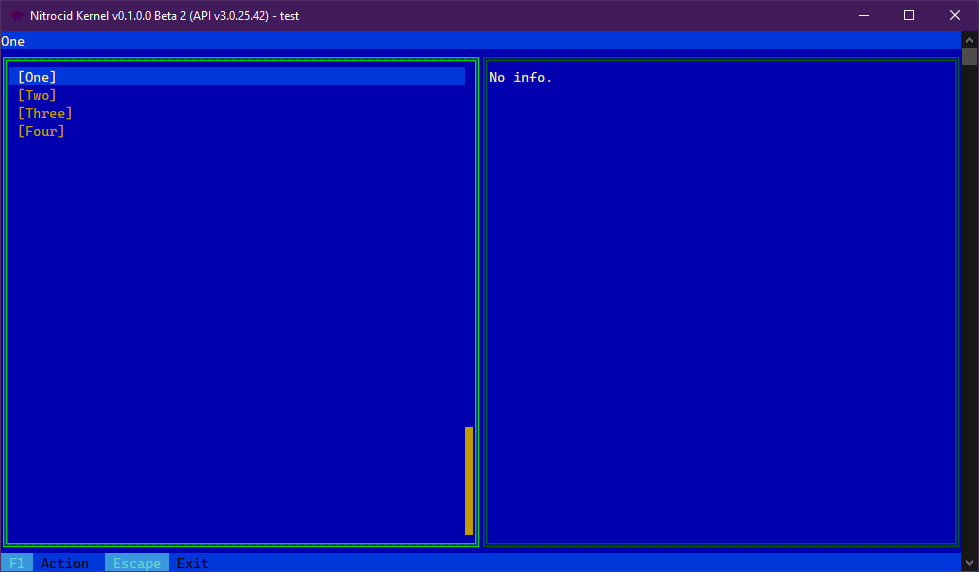 Nitrocid Kernel v0.1.0.0 Beta 2 (API v3.0.25.42) - test
One
[One]
[Two]
[Three]
[Four]
No info.
F1 Action Escape Exit